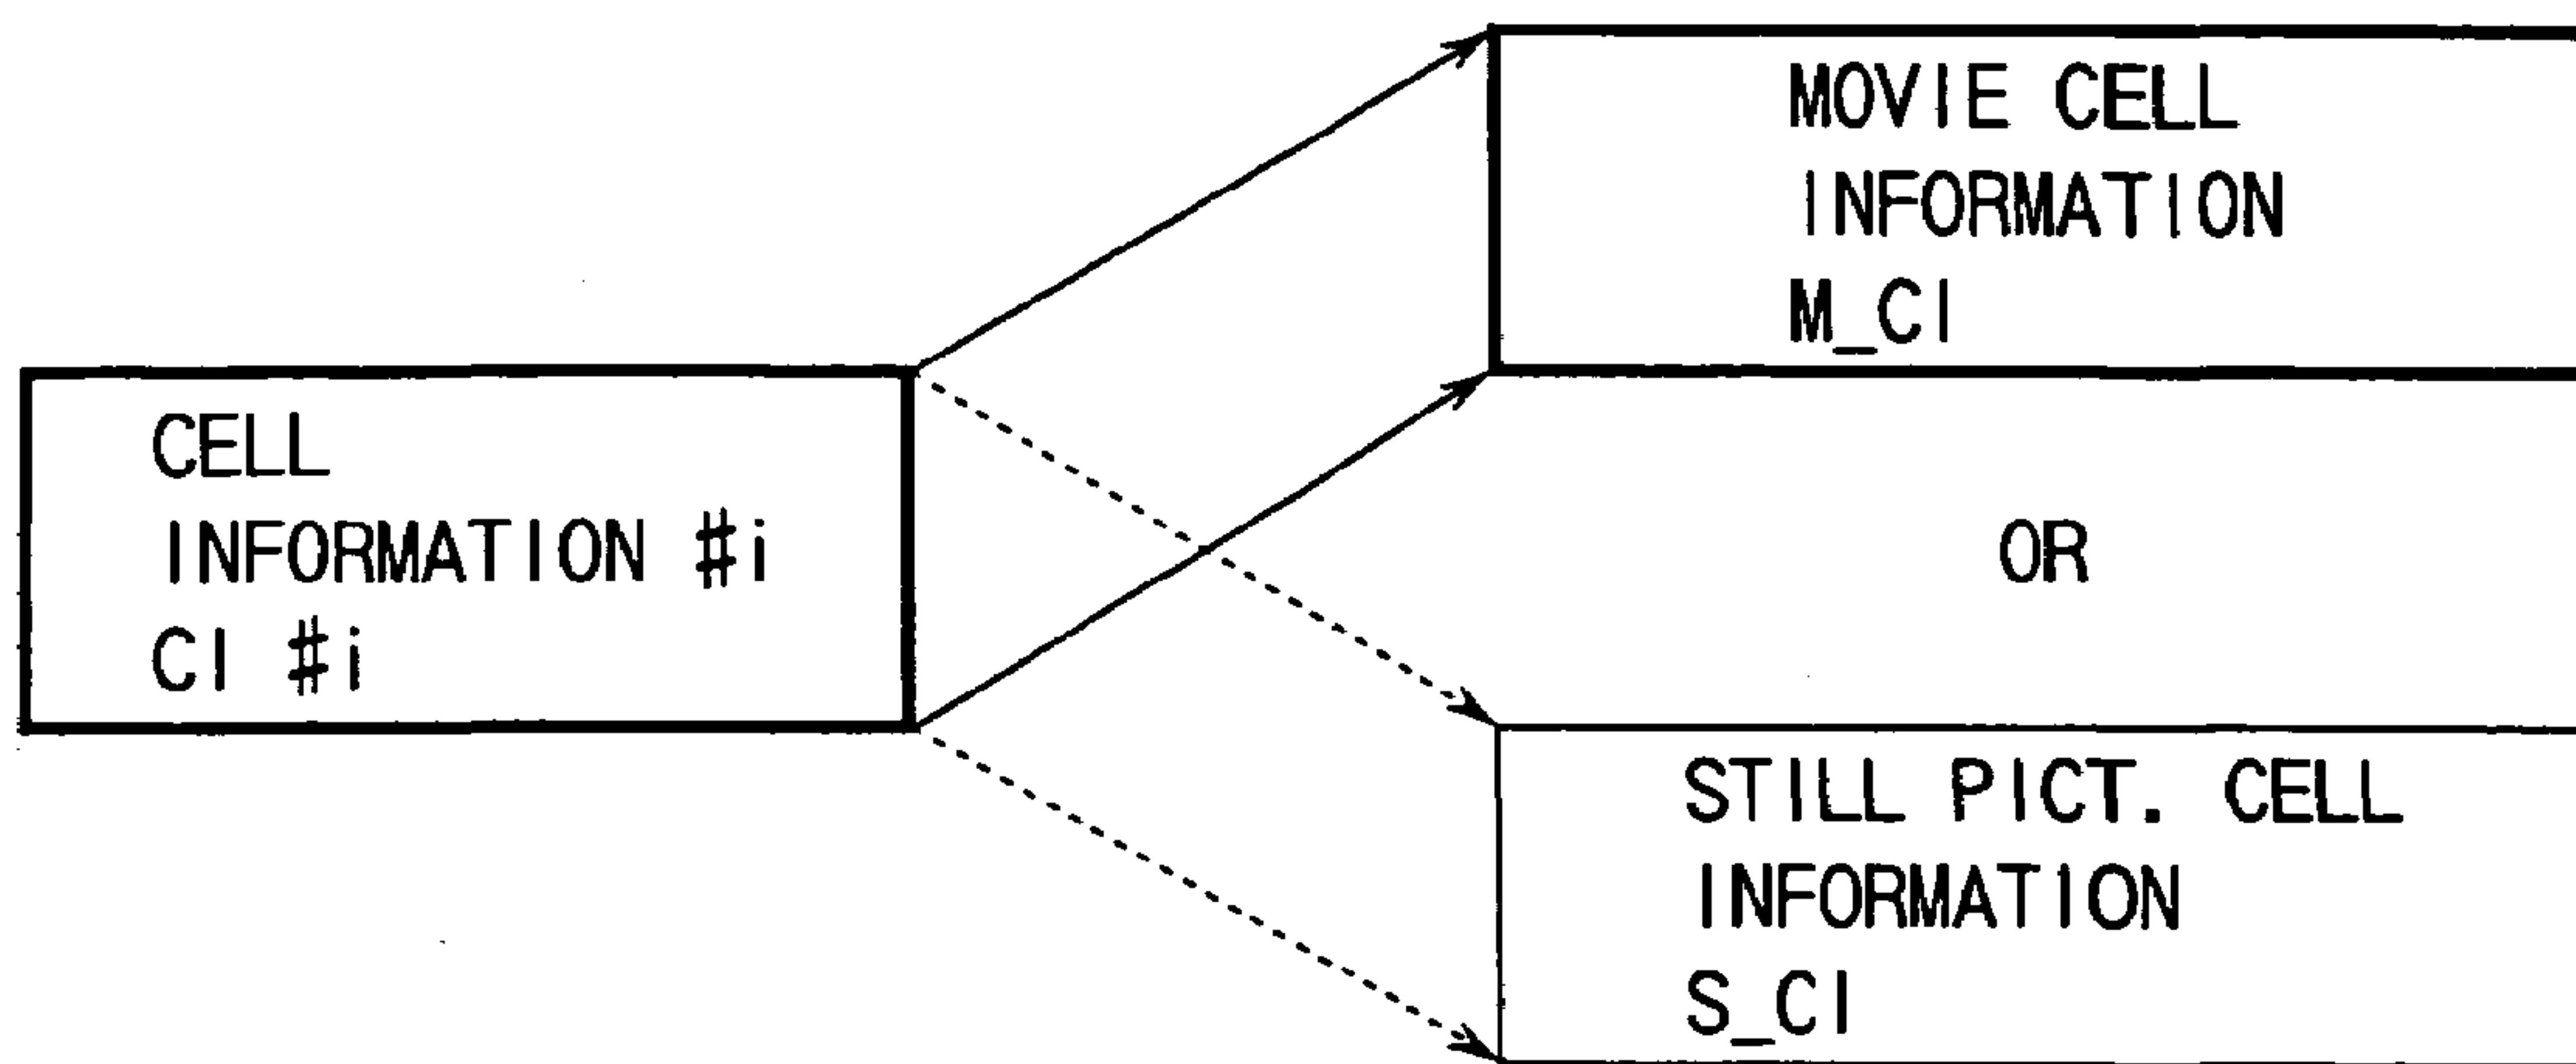 MOVIE CELL
INFORMATION
M_CI
CELL
INFORMATION #i
CI #i
OR
STILL PICT. CELL
INFORMATION
S_CI